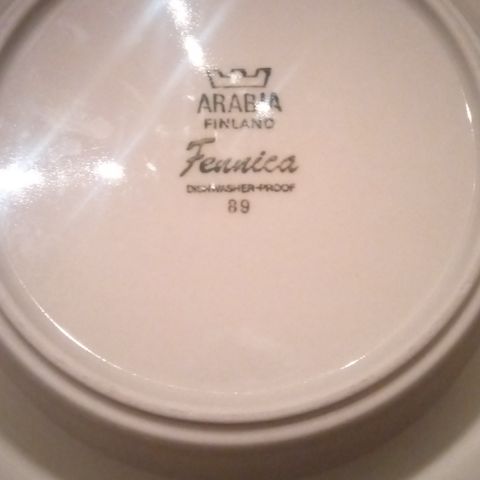 ARABIA
FINLAND
Fennica
DISHWASHER-PROOF
89